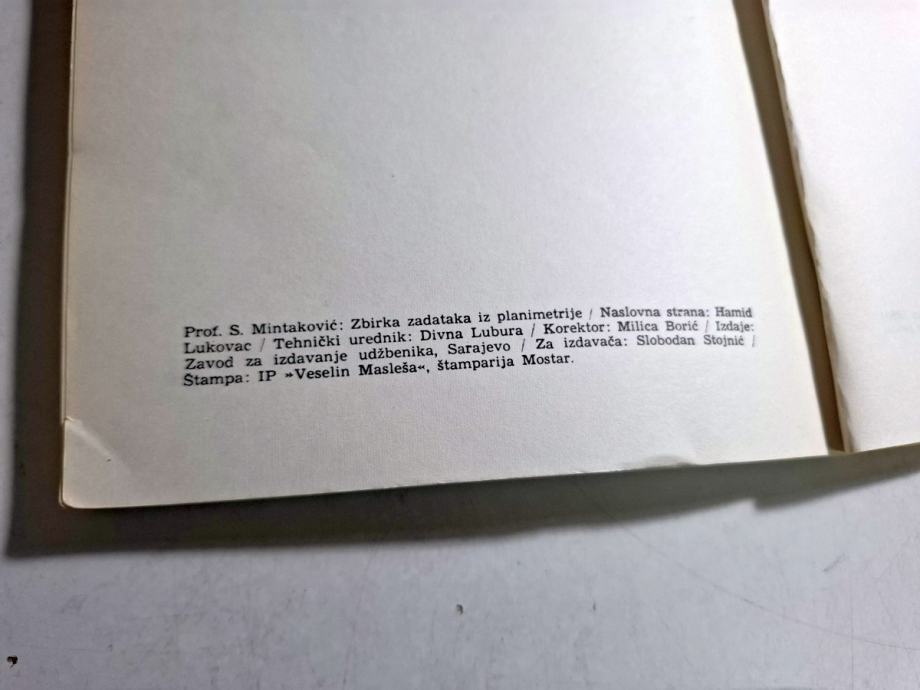 Prof. S. Mintaković: Zbirka zadataka iz planimetrije / Naslovna strana: Hamid
Lukovac / Tehnički urednik: Divna Lubura / Korektor: Milica Borić / Izdaje:
Zavod za izdavanje udžbenika, Sarajevo / Za izdavača: Slobodan Stojnić /
Štampa: IP »Veselin Masleša«, štamparija Mostar.